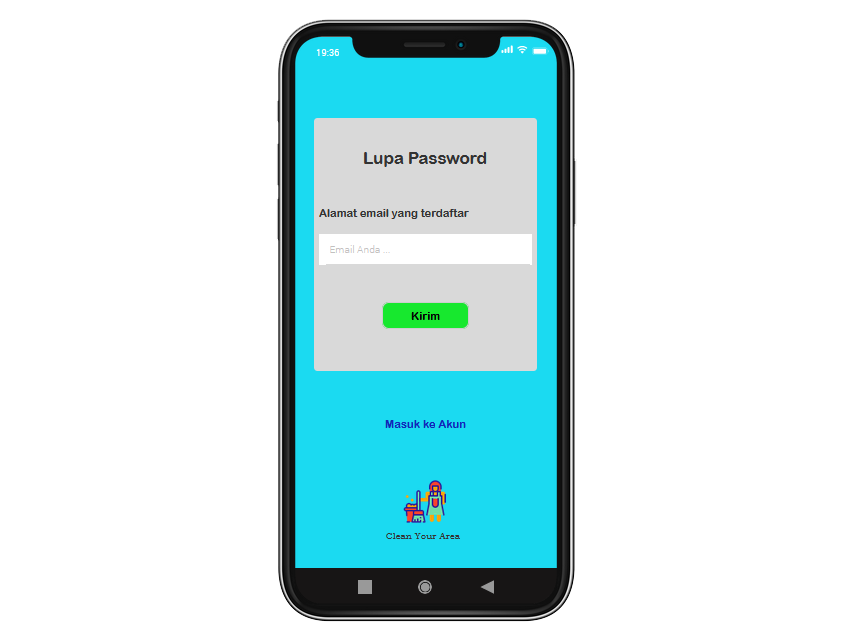 19:36
Lupa Password
Alamat email yang terdaftar
Email Anda ...
Kirim
Masuk ke Akun
Clean Your Area